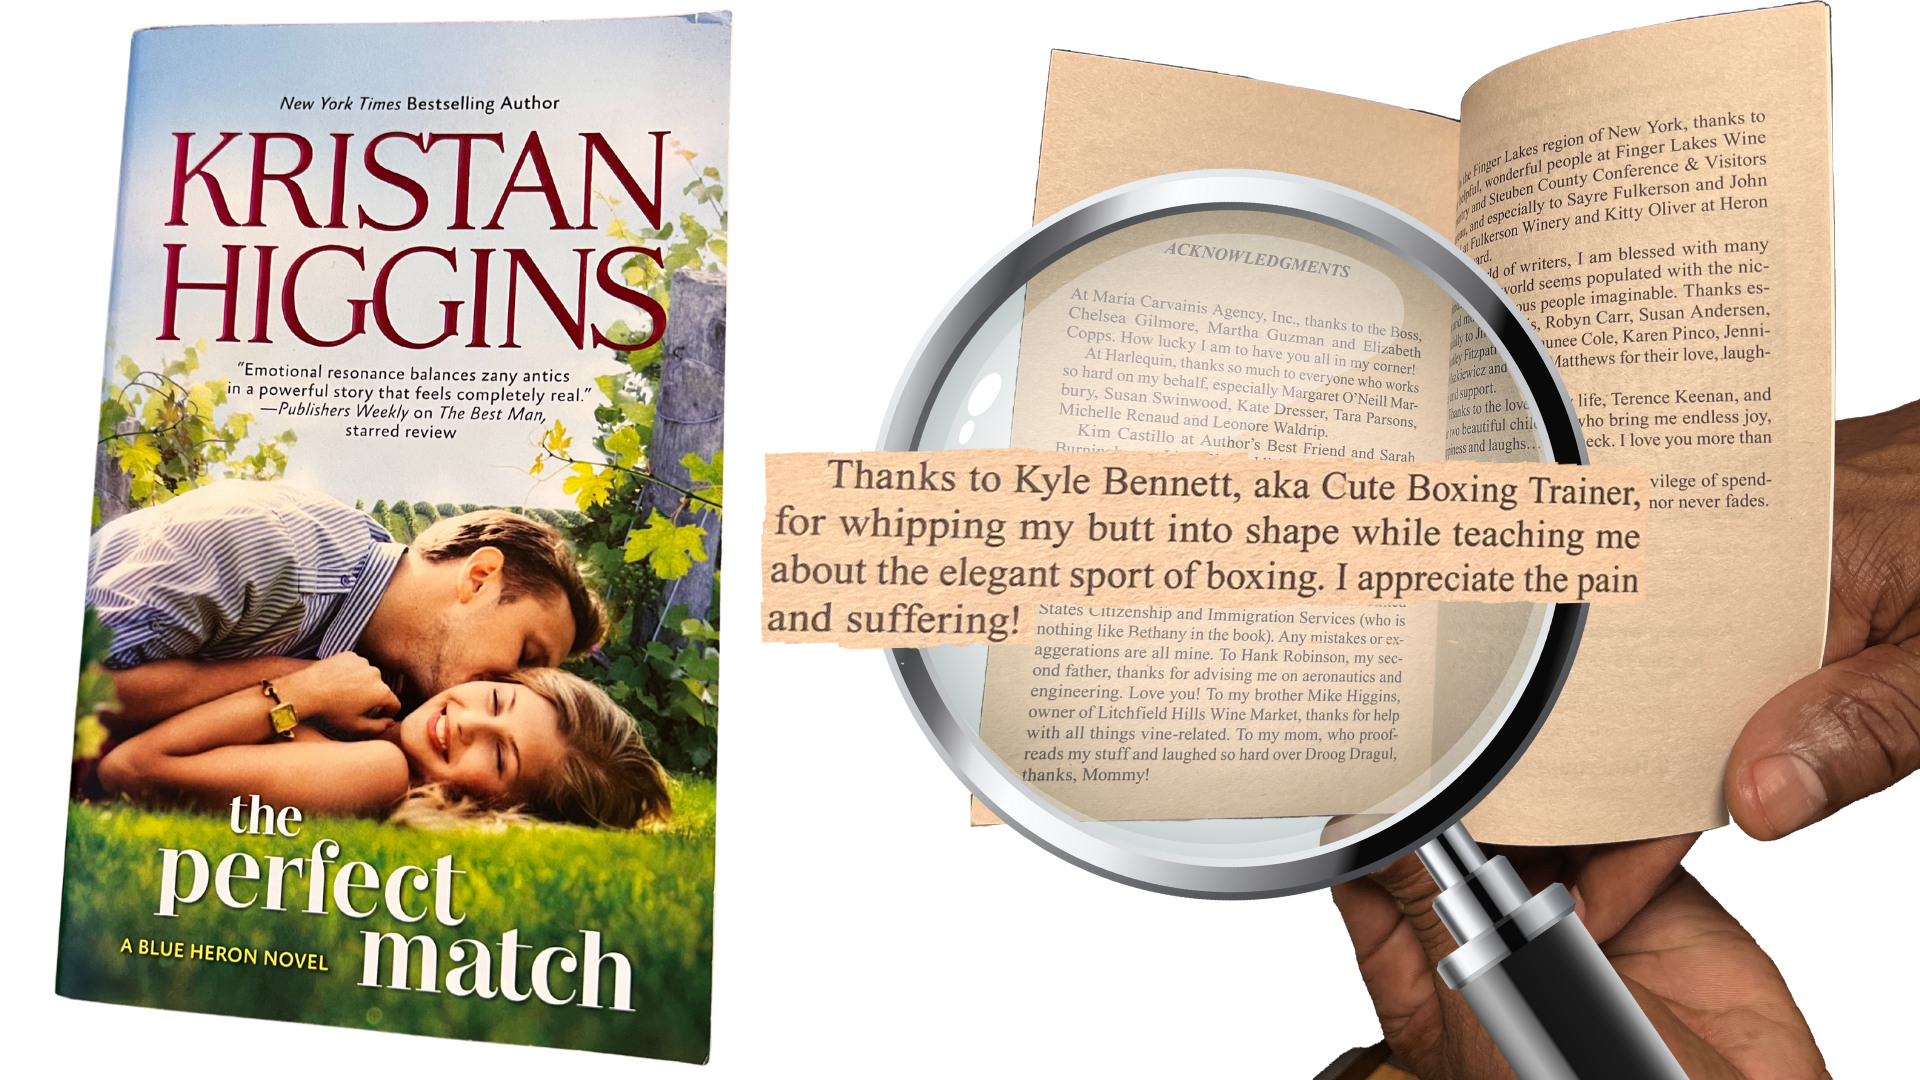 New York Times Bestselling Author
KRISTAN
HIGGINS
"Emotional resonance balances zany antics
in a powerful story that feels completely real."
—Publishers Weekly on The Best Man,
starred review
the
perfect
match
A BLUE HERON NOVEL
ACKNOWLEDGMENTS
At Maria Carvainis Agency, Inc., thanks to the Boss,
Chelsea Gilmore, Martha Guzman and Elizabeth
Copps. How lucky I am to have you all in my corner!
At Harlequin, thanks so much to everyone who works
so hard on my behalf, especially Margaret O'Neill Mar-
bury, Susan Swinwood, Kate Dresser, Tara Parsons,
Michelle Renaud and Leonore Waldrip.
Kim Castillo at Author's Best Friend and Sarah
Thanks to Kyle Bennett, aka Cute Boxing Trainer,
for whipping my butt into shape while teaching me
about the elegant sport of boxing. I appreciate the pain
and suffering!
States Citizenship and Immigration Services (who is
nothing like Bethany in the book). Any mistakes or ex-
aggerations are all mine. To Hank Robinson, my sec-
ond father, thanks for advising me on aeronautics and
engineering. Love you! To my brother Mike Higgins,
owner of Litchfield Hills Wine Market, thanks for help
with all things vine-related. To my mom, who proof-
reads my stuff and laughed so hard over Droog Dragul,
thanks, Mommy!
the Finger Lakes region of New York, thanks to
wonderful people at Finger Lakes Wine
and Steuben County Conference & Visitors
and especially to Sayre Fulkerson and John
at Fulkerson Winery and Kitty Oliver at Heron
of writers, I am blessed with many
world seems populated with the nic-
people imaginable. Thanks es-
Robyn Carr, Susan Andersen,
Cole, Karen Pinco, Jenni-
Matthews for their love, laugh-
and support.
to the love life, Terence Keenan, and
two beautiful who bring me endless joy,
and laughs... I love you more than
of spend-
nor never fades.